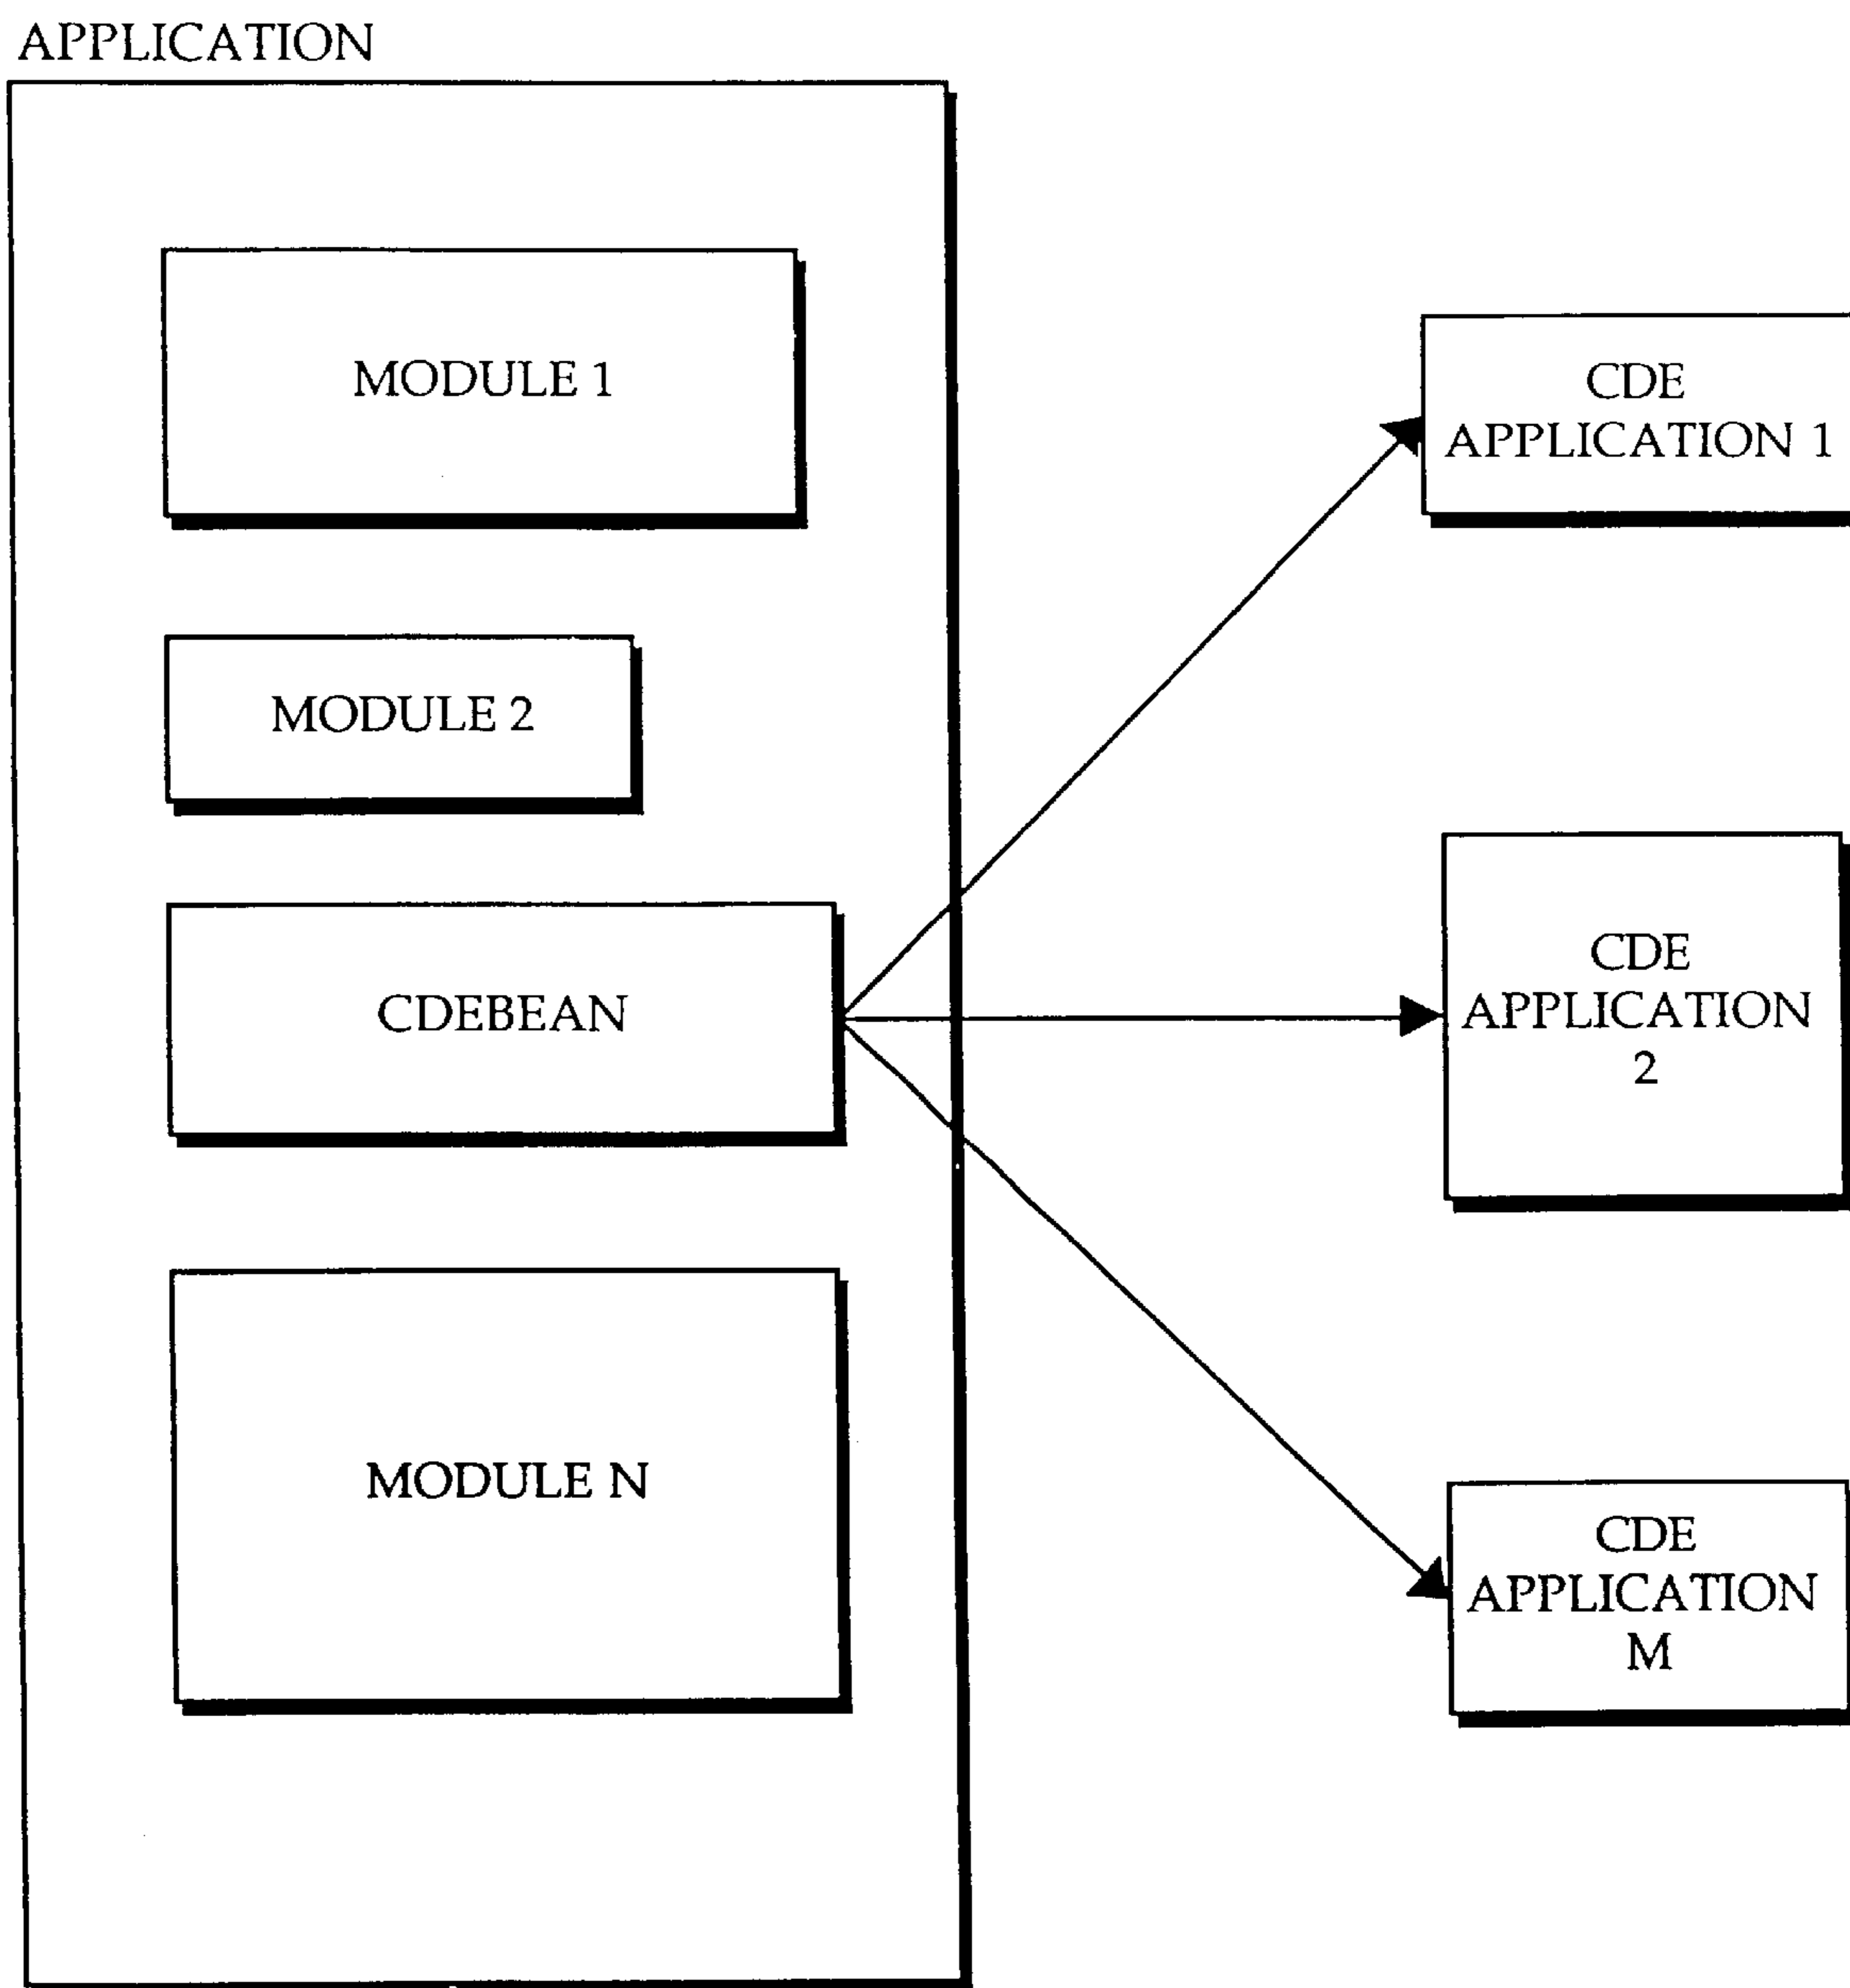 APPLICATION
MODULE 1
MODULE 2
CDEBEAN
MODULE N
CDE
APPLICATION 1
CDE
APPLICATION
2
CDE
APPLICATION
M